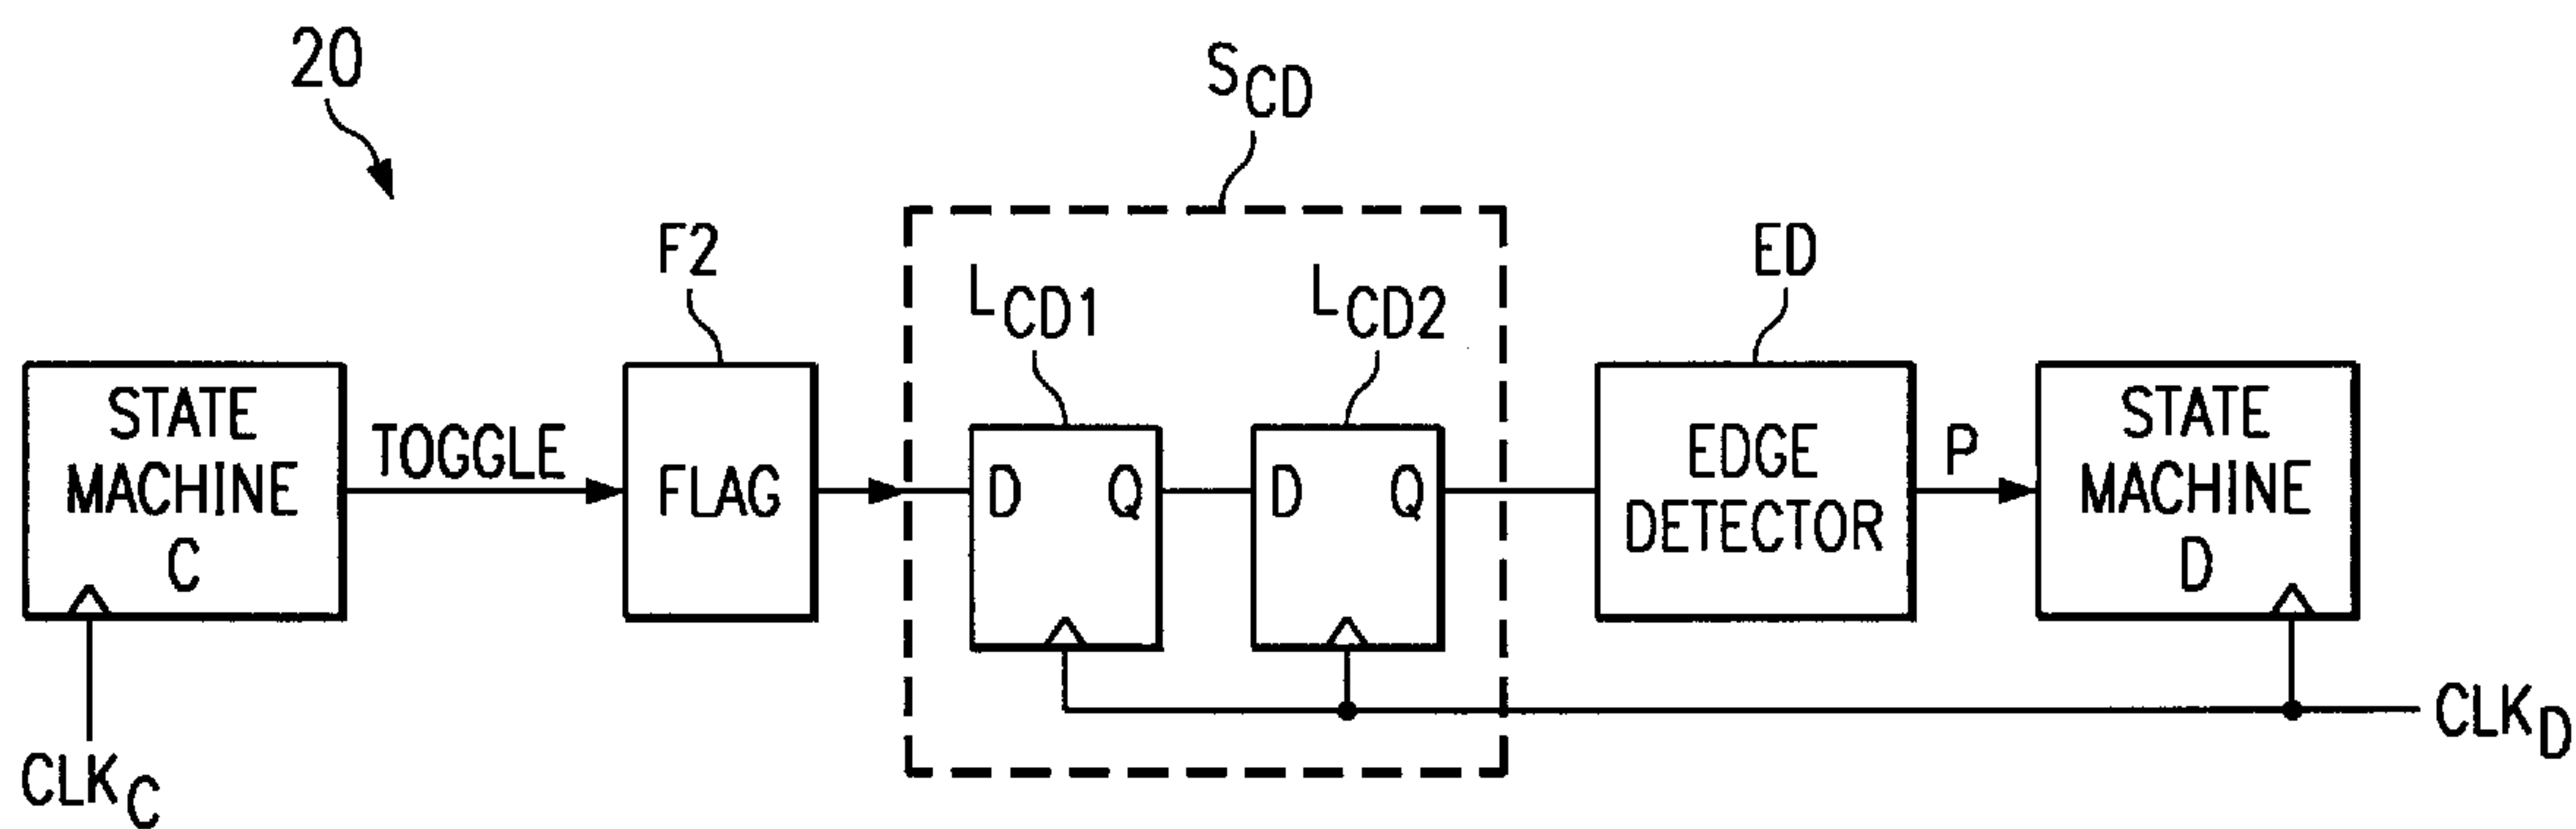 20
S_CD
F2
L_CD1
L_CD2
ED
STATE
MACHINE
C
TOGGLE
FLAG
D Q
D Q
EDGE
DETECTOR
P
STATE
MACHINE
D
CLK_C
CLK_D